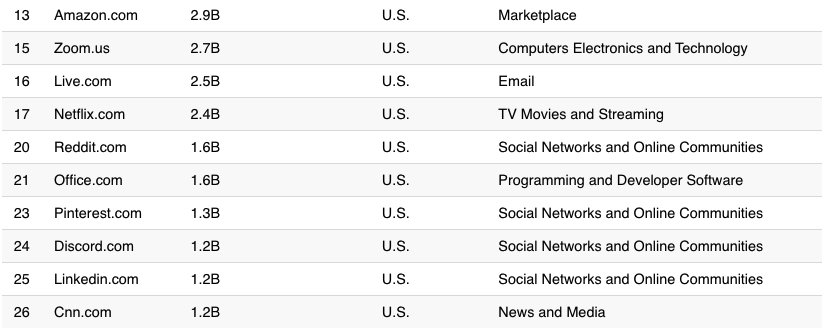 13 Amazon.com 2.9B U.S. Marketplace
15 Zoom.us 2.7B U.S. Computers Electronics and Technology
16 Live.com 2.5B U.S. Email
17 Netflix.com 2.4B U.S. TV Movies and Streaming
20 Reddit.com 1.6B U.S. Social Networks and Online Communities
21 Office.com 1.6B U.S. Programming and Developer Software
23 Pinterest.com 1.3B U.S. Social Networks and Online Communities
24 Discord.com 1.2B U.S. Social Networks and Online Communities
25 Linkedin.com 1.2B U.S. Social Networks and Online Communities
26 Cnn.com 1.2B U.S. News and Media